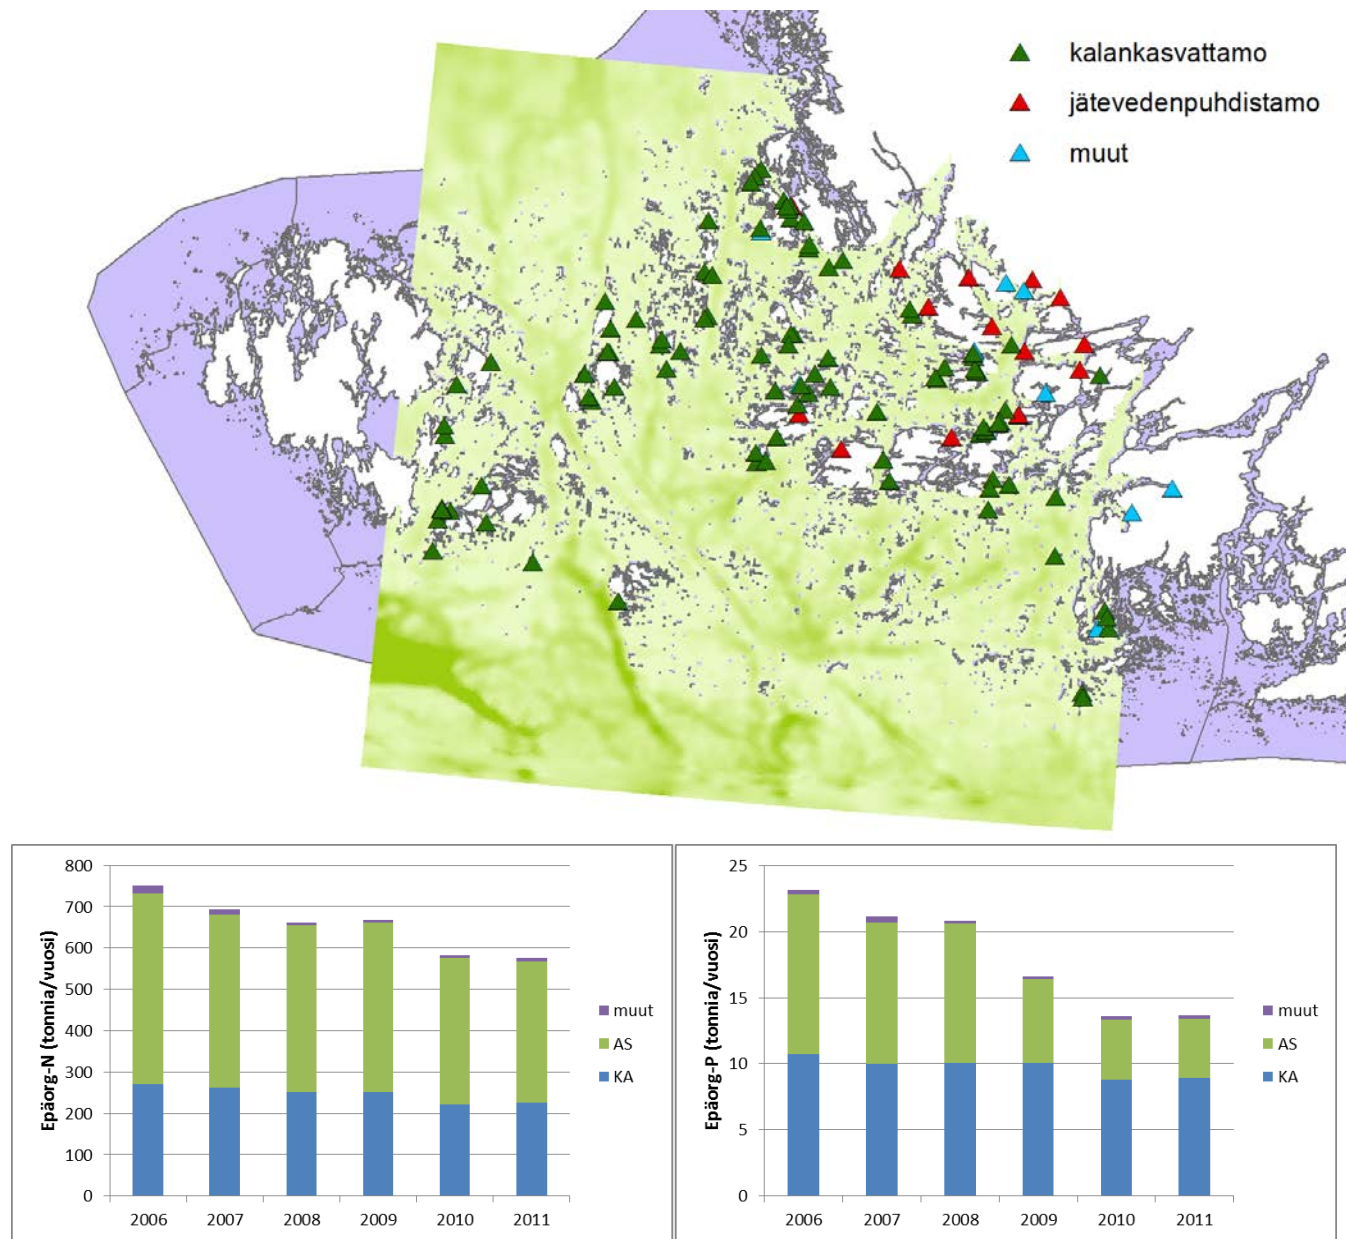 kalankasvattamo
jätevedenpuhdistamo
muut
800
700
600
500
400
300
200
100
0
Epäorg-N (tonnia/vuosi)
2006 2007 2008 2009 2010 2011
muut
AS
KA
25
20
15
10
5
0
Epäorg-P (tonnia/vuosi)
2006 2007 2008 2009 2010 2011
muut
AS
KA